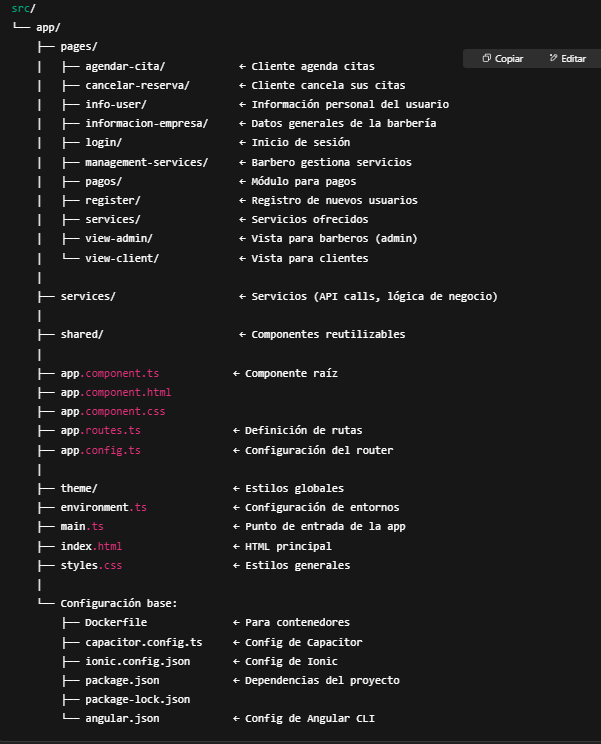 src/
└── app/
    ├── pages/
Copiar Editar
    |   ├── agendar-cita/            ← Cliente agenda citas
    |   ├── cancelar-reserva/        ← Cliente cancela sus citas
    |   ├── info-user/               ← Información personal del usuario
    |   ├── informacion-empresa/     ← Datos generales de la barbería
    |   ├── login/                   ← Inicio de sesión
    |   ├── management-services/     ← Barbero gestiona servicios
    |   ├── pagos/                   ← Módulo para pagos
    |   ├── register/                ← Registro de nuevos usuarios
    |   ├── services/                ← Servicios ofrecidos
    |   ├── view-admin/              ← Vista para barberos (admin)
    |   └── view-client/             ← Vista para clientes
    |
    ├── services/                    ← Servicios (API calls, lógica de negocio)
    |
    ├── shared/                      ← Componentes reutilizables
    |
    ├── app.component.ts            ← Componente raíz
    ├── app.component.html
    ├── app.component.css
    ├── app.routes.ts               ← Definición de rutas
    ├── app.config.ts               ← Configuración del router
    |
    ├── theme/                      ← Estilos globales
    ├── environment.ts              ← Configuración de entornos
    ├── main.ts                     ← Punto de entrada de la app
    ├── index.html                  ← HTML principal
    ├── styles.css                  ← Estilos generales
    |
    └── Configuración base:
        ├── Dockerfile              ← Para contenedores
        ├── capacitor.config.ts     ← Config de Capacitor
        ├── ionic.config.json       ← Config de Ionic
        ├── package.json            ← Dependencias del proyecto
        ├── package-lock.json
        └── angular.json            ← Config de Angular CLI